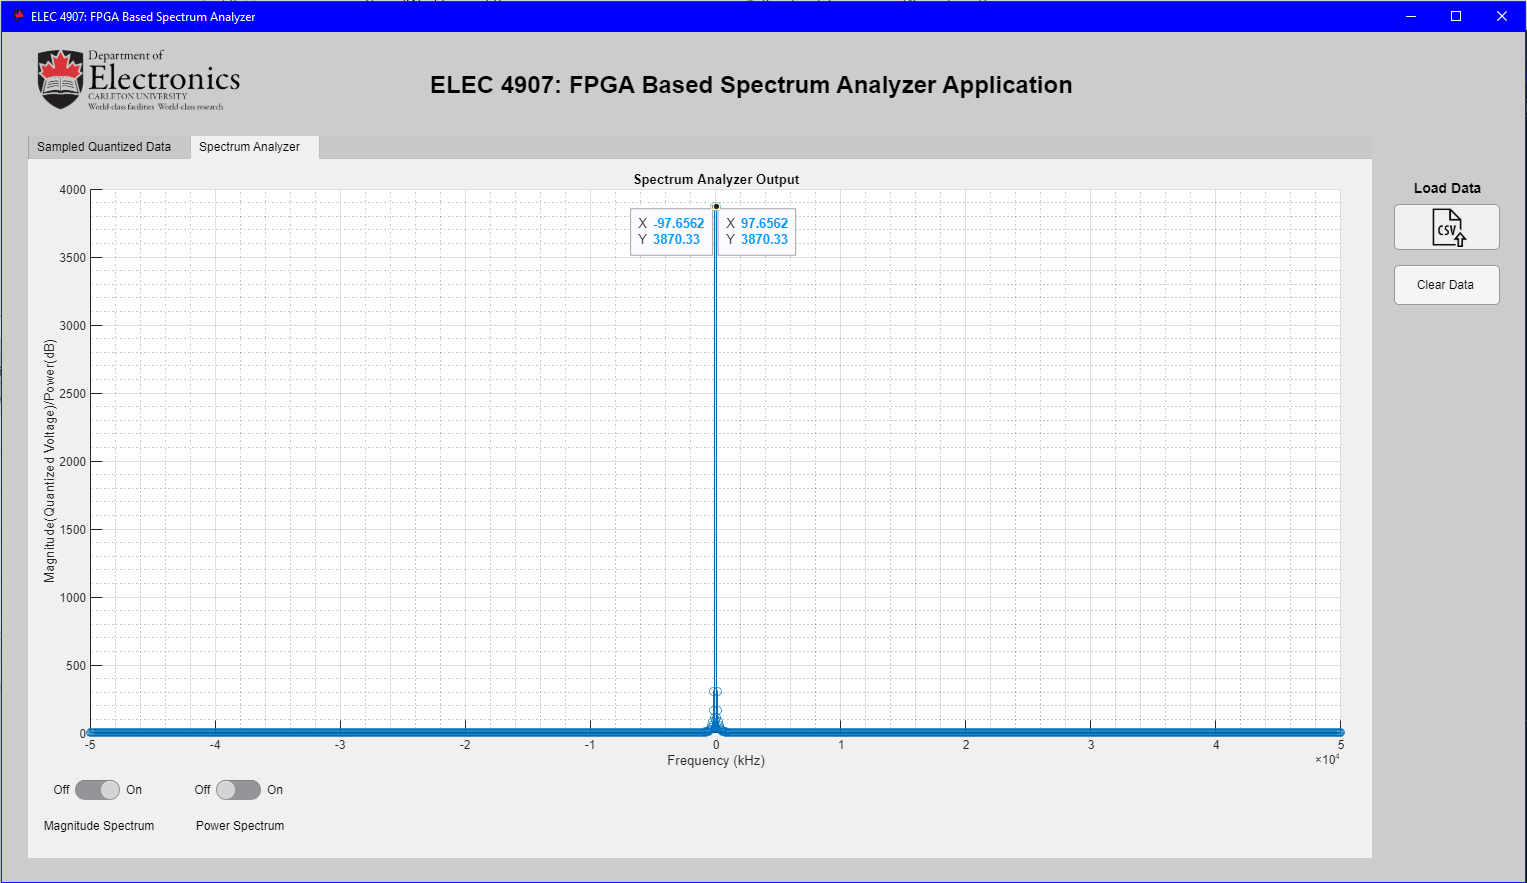 ELEC 4907: FPGA Based Spectrum Analyzer
Department of
Electronics
CARLETON UNIVERSITY
World-class facilities World class research
ELEC 4907: FPGA Based Spectrum Analyzer Application
Sampled Quantized Data
Spectrum Analyzer
Spectrum Analyzer Output
X -97.6562
Y 3870.33
X 97.6562
Y 3870.33
Magnitude(Quantized Voltage)/Power(dB)
4000
3500
3000
2500
2000
1500
1000
500
0
-5 -4 -3 -2 -1 0 1 2 3 4 5
×10⁴
Frequency (kHz)
Off On
Magnitude Spectrum
Off On
Power Spectrum
Load Data
CSV
Clear Data